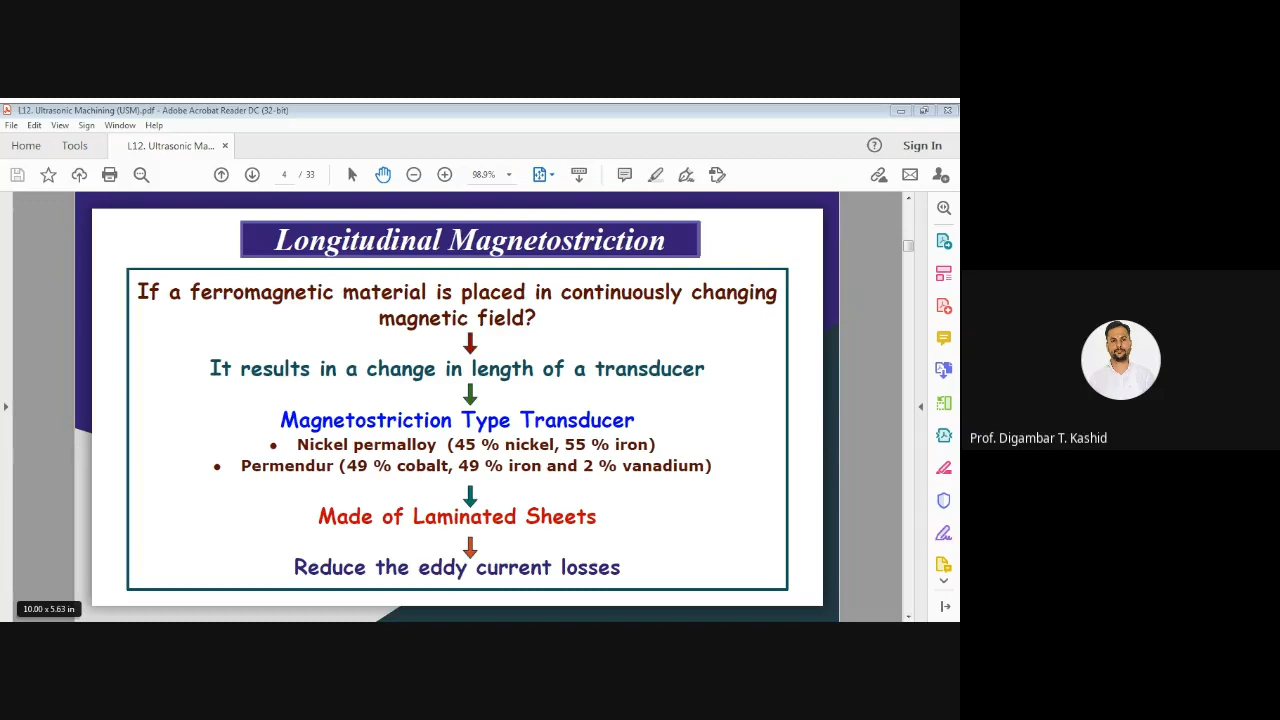 L12. Ultrasonic Machining (USM).pdf - Adobe Acrobat Reader DC (32-bit)
File Edit View Sign Window Help
Home Tools L12. Ultrasonic Ma... × Sign In
4 / 33 98.9%
Longitudinal Magnetostriction
If a ferromagnetic material is placed in continuously changing
magnetic field?
It results in a change in length of a transducer
Magnetostriction Type Transducer
• Nickel permalloy (45 % nickel, 55 % iron)
• Permendur (49 % cobalt, 49 % iron and 2 % vanadium)
Made of Laminated Sheets
Reduce the eddy current losses
10.00 x 5.63 in
Prof. Digambar T. Kashid